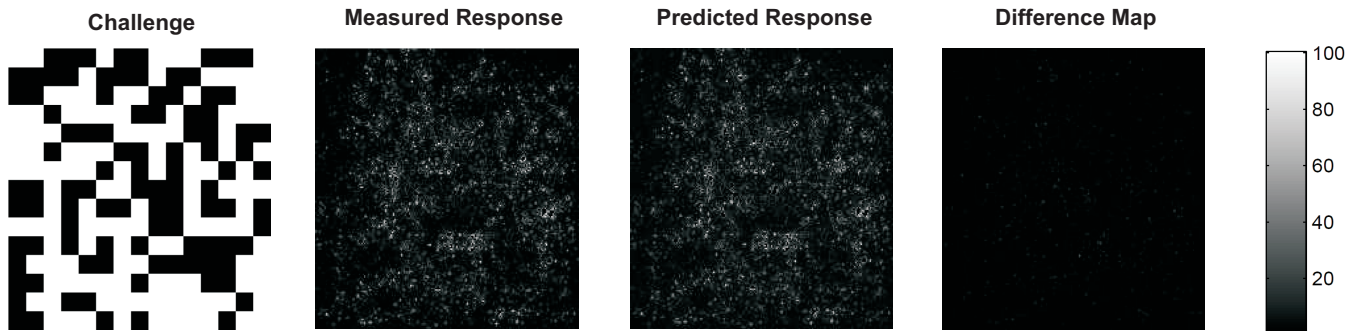 Challenge
Measured Response
Predicted Response
Difference Map
100
80
60
40
20